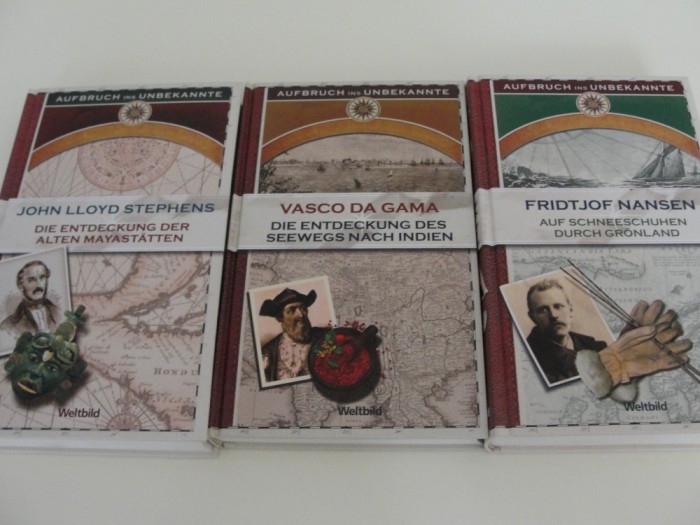 AUFBRUCH INS UNBEKANNTE
JOHN LLOYD STEPHENS
DIE ENTDECKUNG DER
ALTEN MAYASTÄTTEN
HONDU
Weltbild
AUFBRUCH INS UNBEKANNTE
VASCO DA GAMA
DIE ENTDECKUNG DES
SEEWEGS NACH INDIEN
Weltbild
AUFBRUCH INS UNBEKANNTE
FRIDTJOF NANSEN
AUF SCHNEESCHUHEN
DURCH GRÖNLAND
Weltbild